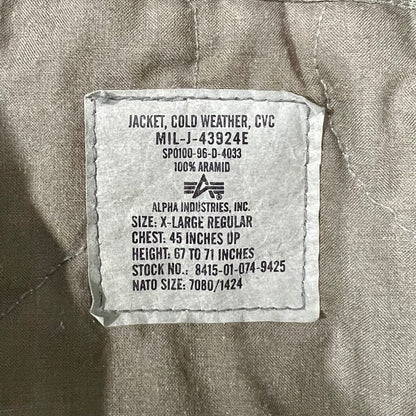 JACKET, COLD WEATHER, CVC
MIL-J-43924E
SPO100-96-D-4033
100% ARAMID
ALPHA INDUSTRIES, INC.
SIZE: X-LARGE REGULAR
CHEST: 45 INCHES UP
HEIGHT: 67 TO 71 INCHES
STOCK NO.: 8415-01-074-9425
NATO SIZE: 7080/1424